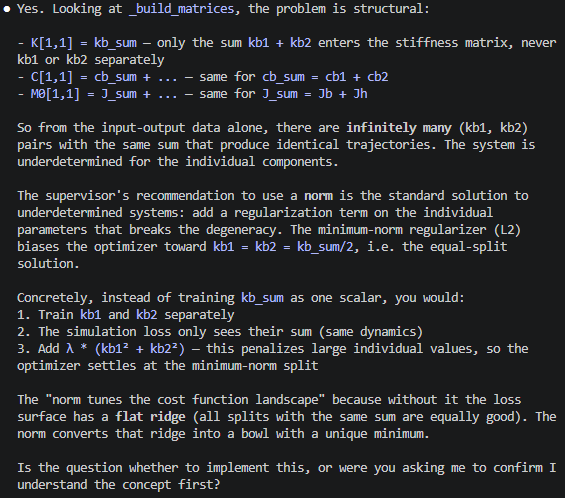 ● Yes. Looking at _build_matrices, the problem is structural:
- K[1,1] = kb_sum — only the sum kb1 + kb2 enters the stiffness matrix, never
kb1 or kb2 separately
- C[1,1] = cb_sum + ... — same for cb_sum = cb1 + cb2
- M0[1,1] = J_sum + ... — same for J_sum = Jb + Jh
So from the input-output data alone, there are infinitely many (kb1, kb2)
pairs with the same sum that produce identical trajectories. The system is
underdetermined for the individual components.
The supervisor's recommendation to use a norm is the standard solution to
underdetermined systems: add a regularization term on the individual
parameters that breaks the degeneracy. The minimum-norm regularizer (L2)
biases the optimizer toward kb1 = kb2 = kb_sum/2, i.e. the equal-split
solution.
Concretely, instead of training kb_sum as one scalar, you would:
1. Train kb1 and kb2 separately
2. The simulation loss only sees their sum (same dynamics)
3. Add λ * (kb1² + kb2²) — this penalizes large individual values, so the
optimizer settles at the minimum-norm split
The "norm tunes the cost function landscape" because without it the loss
surface has a flat ridge (all splits with the same sum are equally good). The
norm converts that ridge into a bowl with a unique minimum.
Is the question whether to implement this, or were you asking me to confirm I
understand the concept first?